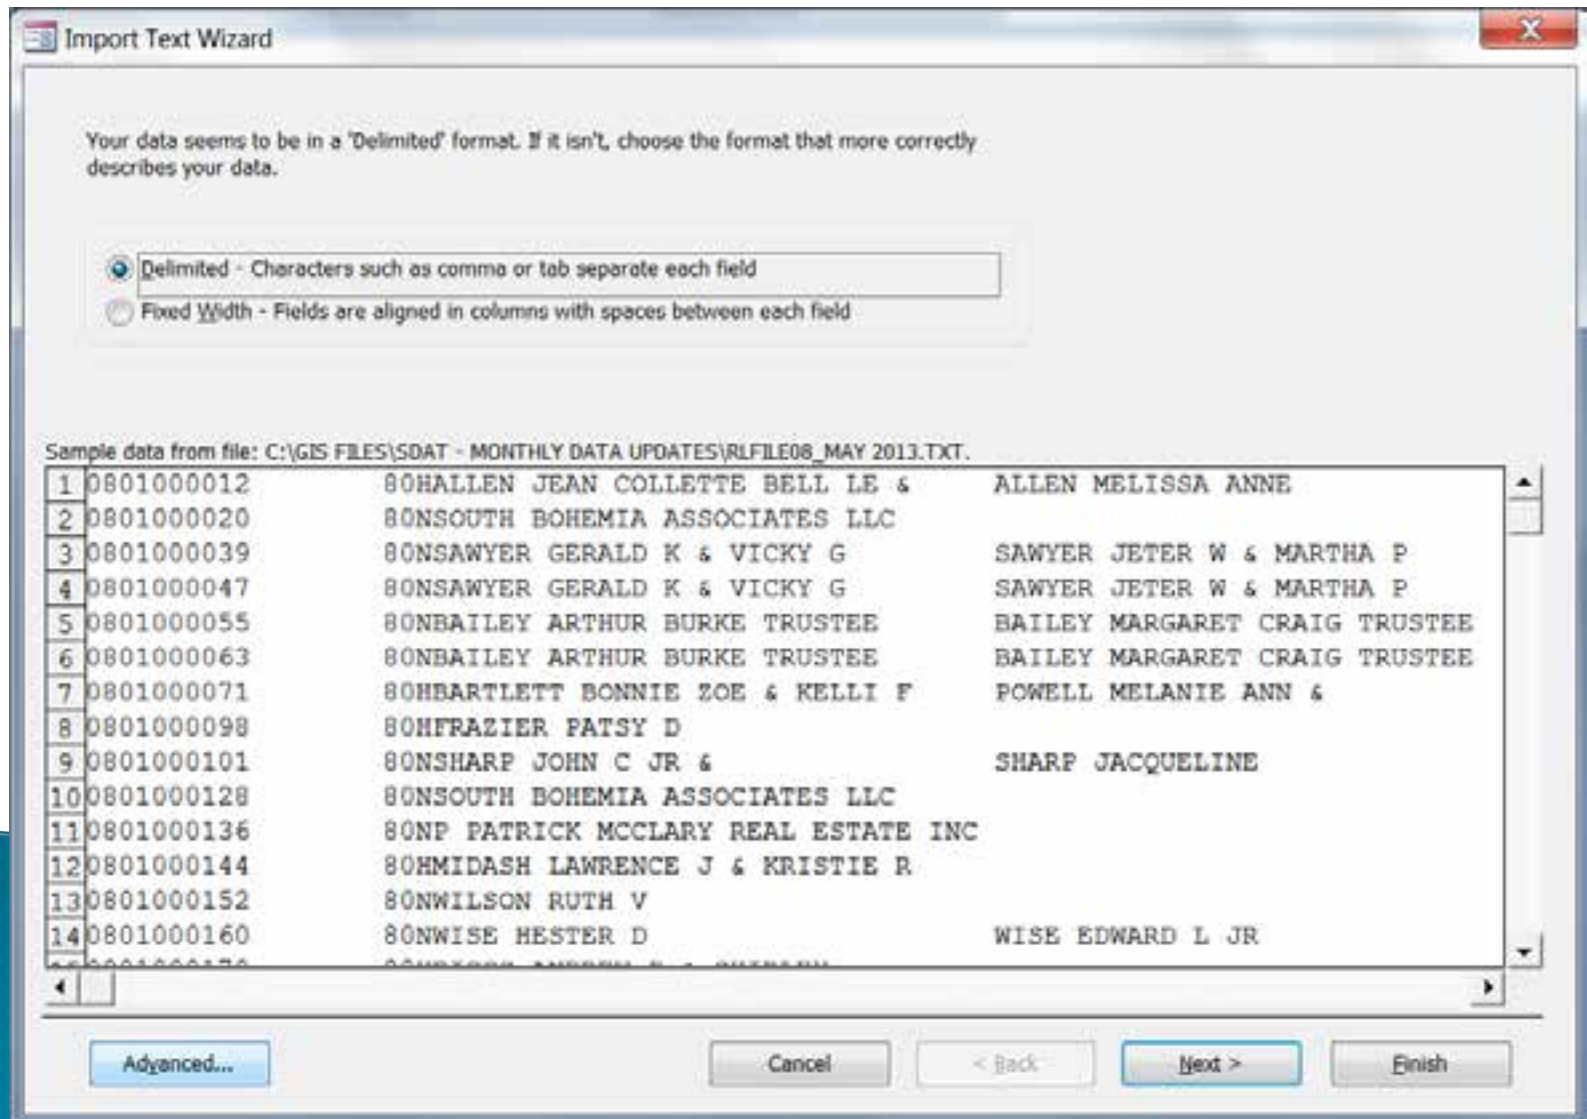 Import Text Wizard
Your data seems to be in a 'Delimited' format. If it isn't, choose the format that more correctly
describes your data.
Delimited - Characters such as comma or tab separate each field
Fixed Width - Fields are aligned in columns with spaces between each field
Sample data from file: C:\GIS FILES\SDAT - MONTHLY DATA UPDATES\RLFILE08_MAY 2013.TXT.
1 0801000012 80HALLEN JEAN COLLETTE BELL LE & ALLEN MELISSA ANNE
2 0801000020 80NSOUTH BOHEMIA ASSOCIATES LLC
3 0801000039 80NSAWYER GERALD K & VICKY G SAWYER JETER W & MARTHA P
4 0801000047 80NSAWYER GERALD K & VICKY G SAWYER JETER W & MARTHA P
5 0801000055 80NBAILEY ARTHUR BURKE TRUSTEE BAILEY MARGARET CRAIG TRUSTEE
6 0801000063 80NBAILEY ARTHUR BURKE TRUSTEE BAILEY MARGARET CRAIG TRUSTEE
7 0801000071 80HBARTLETT BONNIE ZOE & KELLI F POWELL MELANIE ANN &
8 0801000098 80HFRAZIER PATSY D
9 0801000101 80NSHARP JOHN C JR & SHARP JACQUELINE
10 0801000128 80NSOUTH BOHEMIA ASSOCIATES LLC
11 0801000136 80NP PATRICK MCCLARY REAL ESTATE INC
12 0801000144 80HMIDASH LAWRENCE J & KRISTIE R
13 0801000152 80NWILSON RUTH V
14 0801000160 80NWISE HESTER D WISE EDWARD L JR
Advanced... Cancel < Back Next > Finish